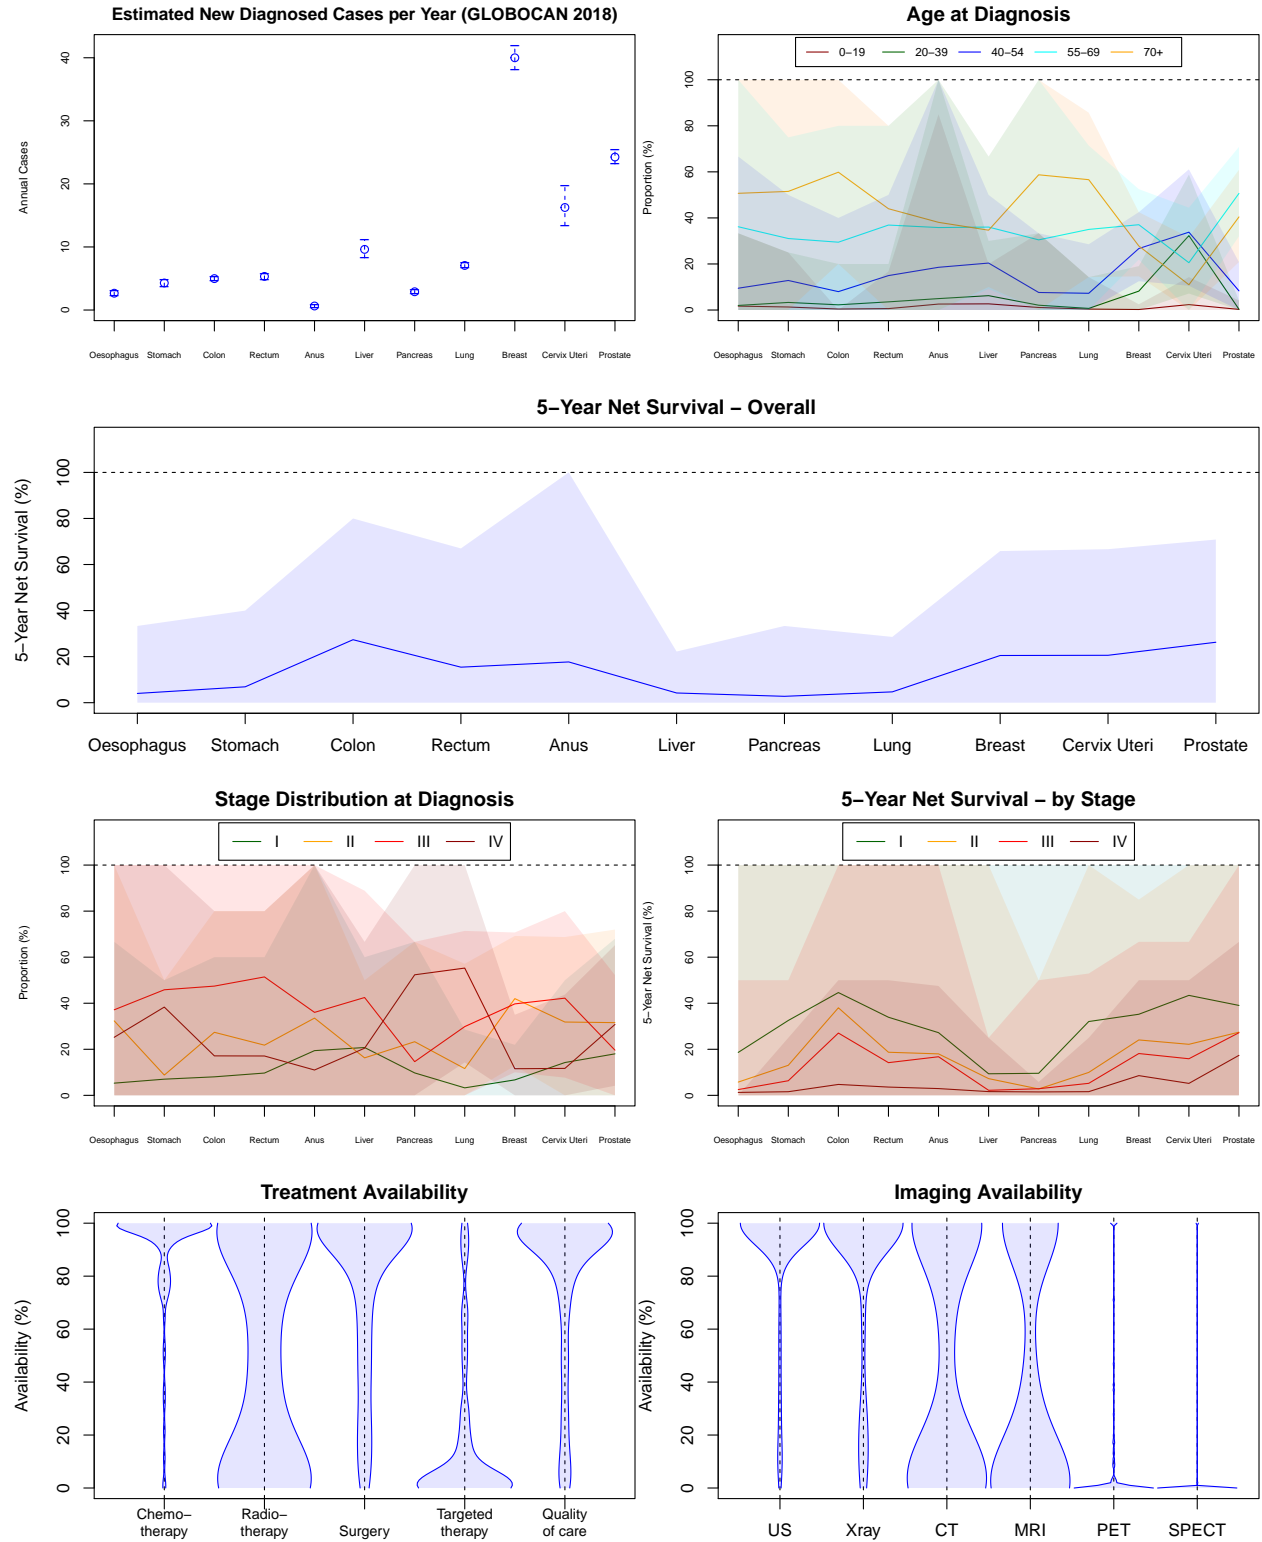 Estimated New Diagnosed Cases per Year (GLOBOCAN 2018)
Annual Cases
40
30
20
10
0
Oesophagus Stomach Colon Rectum Anus Liver Pancreas Lung Breast Cervix Uteri Prostate
Age at Diagnosis
0–19 20–39 40–54 55–69 70+
Proportion (%)
100
80
60
40
20
0
Oesophagus Stomach Colon Rectum Anus Liver Pancreas Lung Breast Cervix Uteri Prostate
5–Year Net Survival – Overall
5–Year Net Survival (%)
100
80
60
40
20
0
Oesophagus Stomach Colon Rectum Anus Liver Pancreas Lung Breast Cervix Uteri Prostate
Stage Distribution at Diagnosis
I II III IV
Proportion (%)
100
80
60
40
20
0
Oesophagus Stomach Colon Rectum Anus Liver Pancreas Lung Breast Cervix Uteri Prostate
5–Year Net Survival – by Stage
I II III IV
5–Year Net Survival (%)
100
80
60
40
20
0
Oesophagus Stomach Colon Rectum Anus Liver Pancreas Lung Breast Cervix Uteri Prostate
Treatment Availability
Availability (%)
100
80
60
40
20
0
Chemo–
therapy
Radio–
therapy
Surgery
Targeted
therapy
Quality
of care
Imaging Availability
Availability (%)
100
80
60
40
20
0
US Xray CT MRI PET SPECT